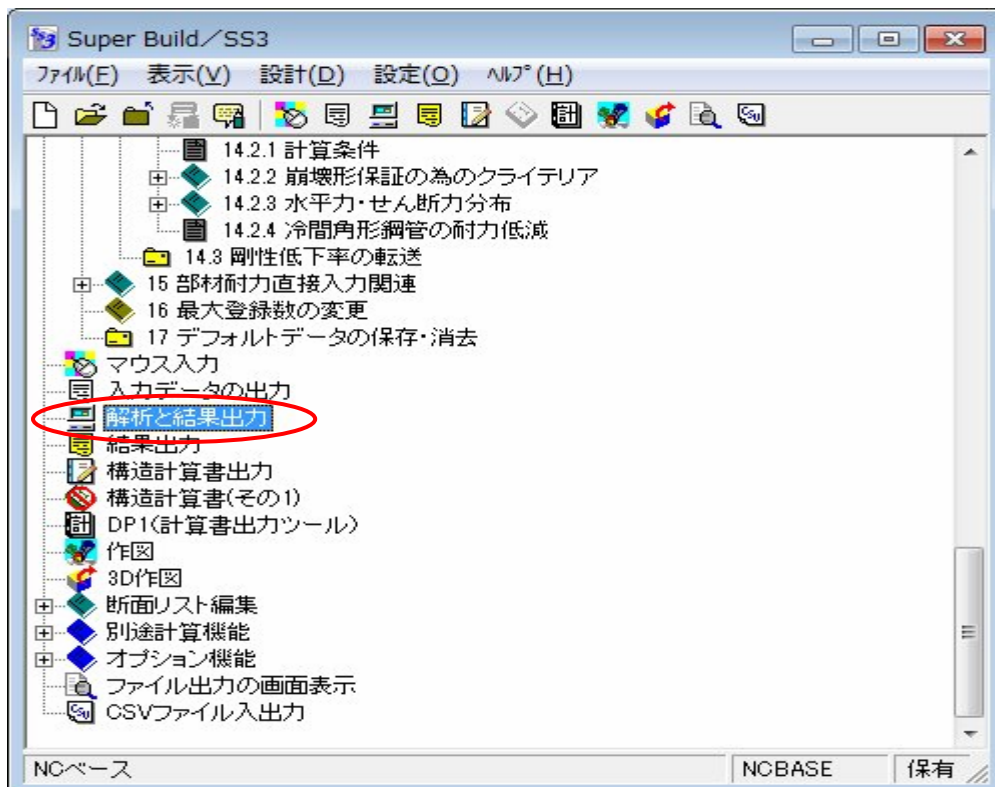 Super Build／SS3
ﾌｧｲﾙ(F) 表示(V) 設計(D) 設定(O) ﾍﾙﾌﾟ(H)
14.2.1 計算条件
14.2.2 崩壊形保証の為のクライテリア
14.2.3 水平力・せん断力分布
14.2.4 冷間角形鋼管の耐力低減
14.3 剛性低下率の転送
15 部材耐力直接入力関連
16 最大登録数の変更
17 デフォルトデータの保存・消去
マウス入力
入力データの出力
解析と結果出力
結果出力
構造計算書出力
構造計算書(その1)
DP1(計算書出力ツール)
作図
3D作図
断面リスト編集
別途計算機能
オプション機能
ファイル出力の画面表示
CSVファイル入出力
NCベース NCBASE 保有